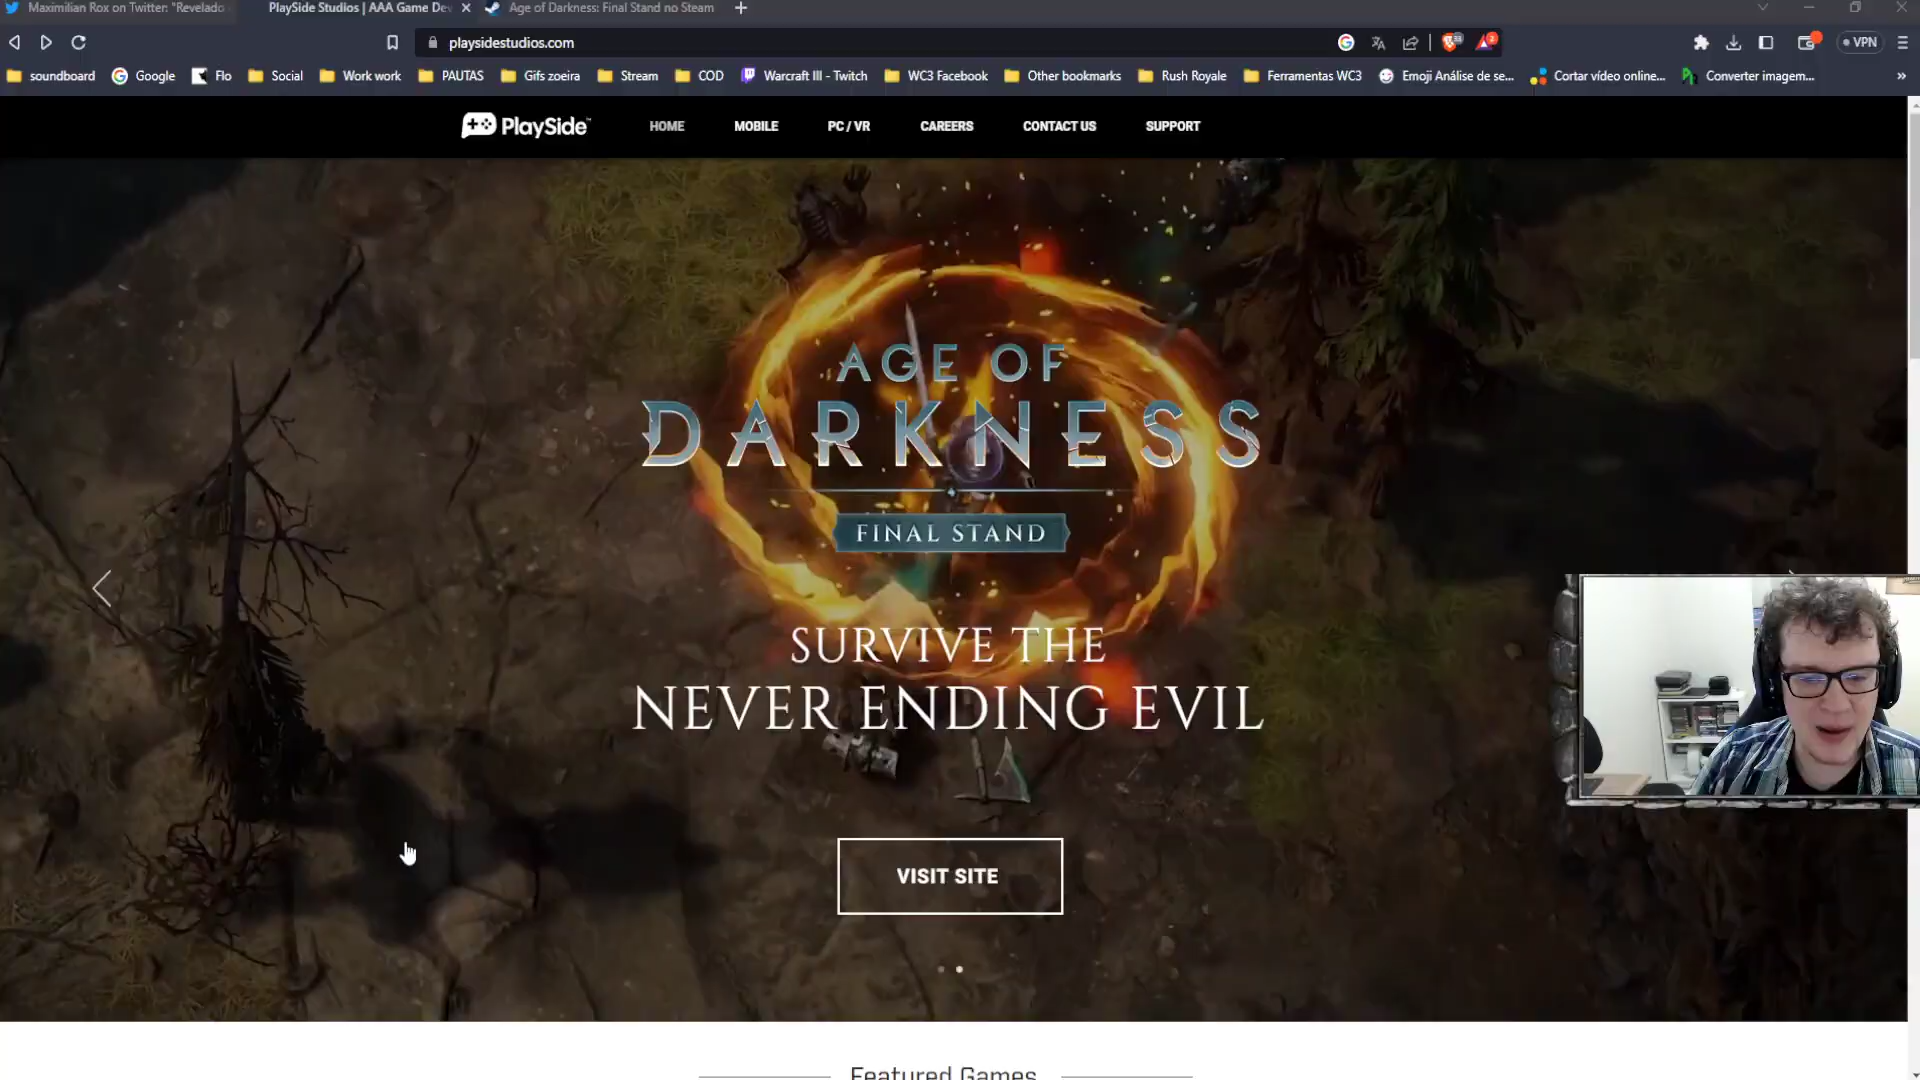 Maximilian Rox on Twitter: "Revelado
PlaySide Studios | AAA Game Dev
Age of Darkness: Final Stand no Steam
playsidestudios.com
VPN
soundboard Google Flo Social Work work PAUTAS Gifs zoeira Stream COD Warcraft III - Twitch WC3 Facebook Other bookmarks Rush Royale Ferramentas WC3 Emoji Análise de se... Cortar vídeo online... Converter imagem...
PlaySide™ HOME MOBILE PC / VR CAREERS CONTACT US SUPPORT
AGE OF
DARKNESS
FINAL STAND
SURVIVE THE
NEVER ENDING EVIL
VISIT SITE
Featured Games